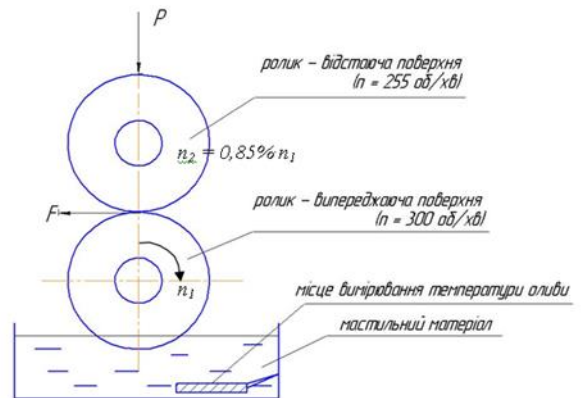 P
ролик – відстаюча поверхня
(n = 255 об/хв)
n₂ = 0,85% n₁
F
ролик – випереджаюча поверхня
(n = 300 об/хв)
n₁
місце вимірювання температури оливи
мастильний матеріал